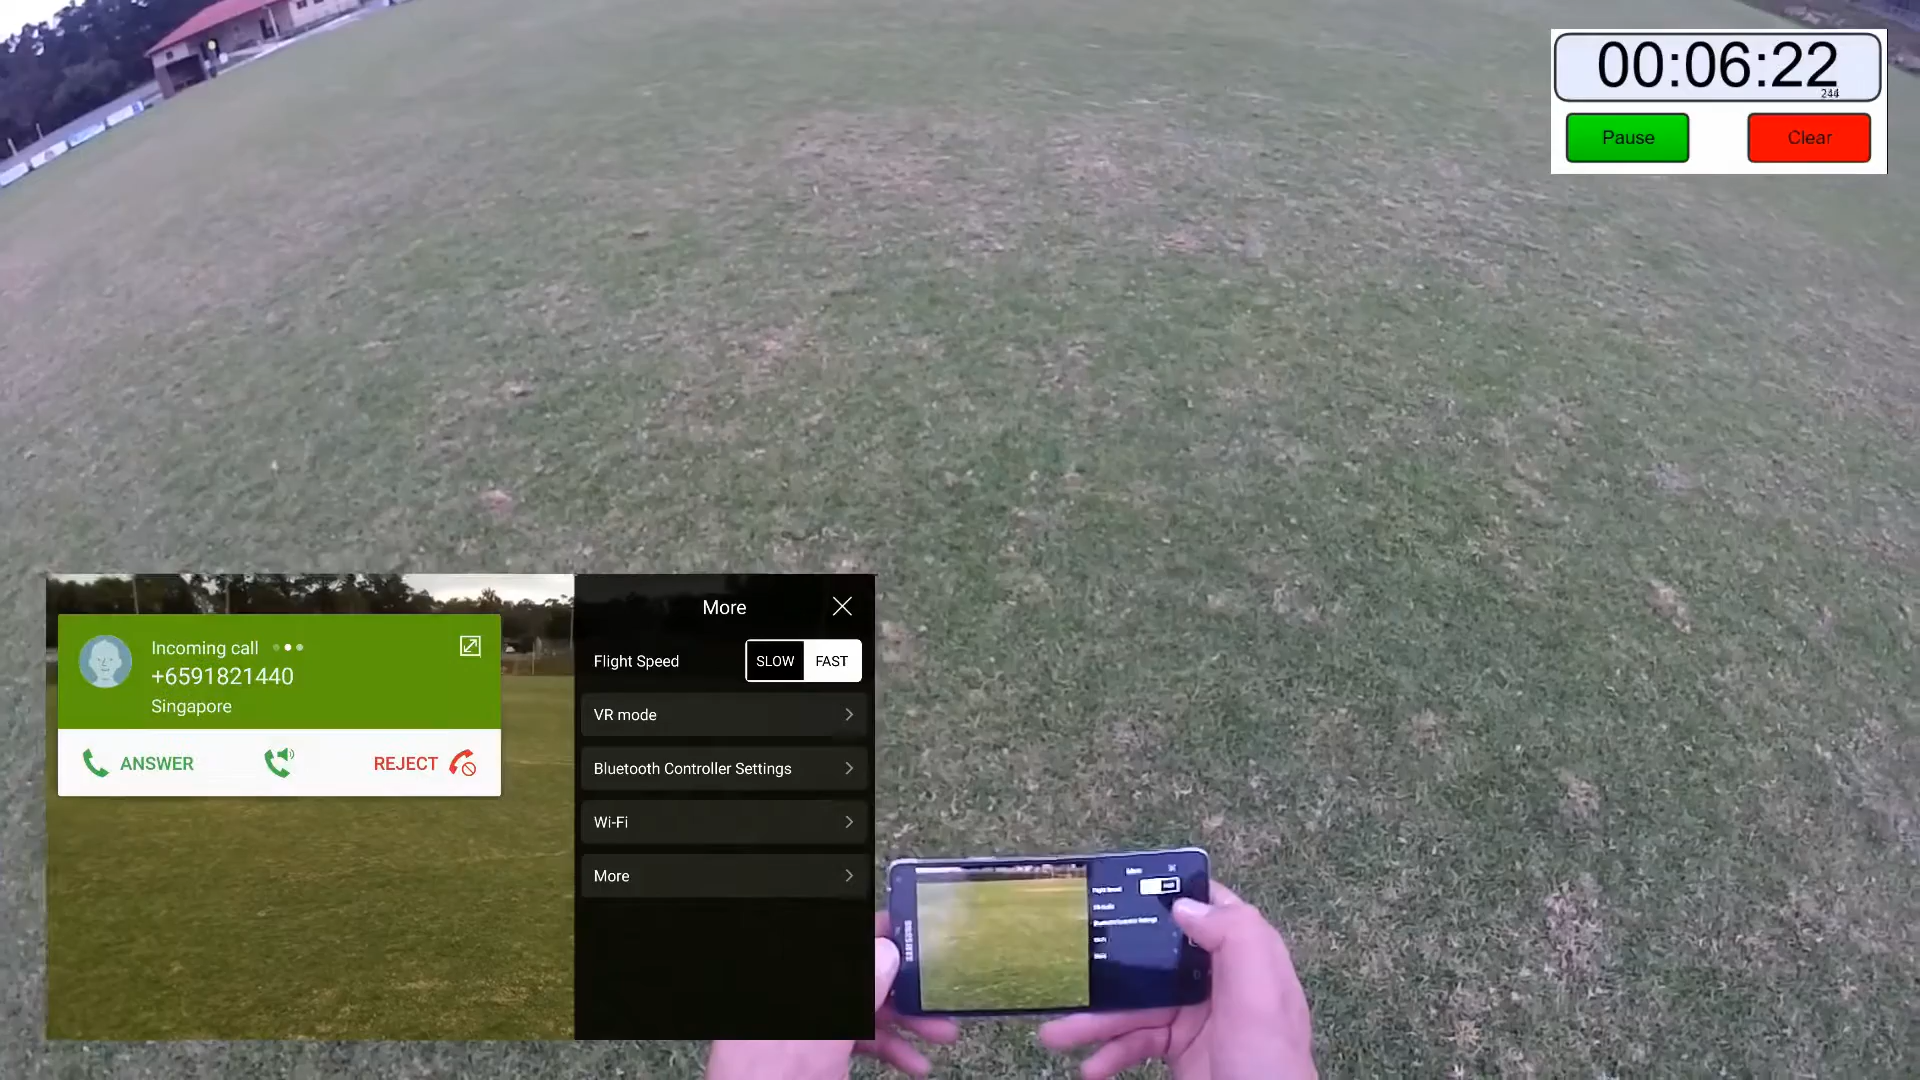 00:06:22
244
Pause
Clear
Incoming call
+6591821440
Singapore
ANSWER
REJECT
More
Flight Speed
SLOW
FAST
VR mode
Bluetooth Controller Settings
Wi-Fi
More
SAMSUNG